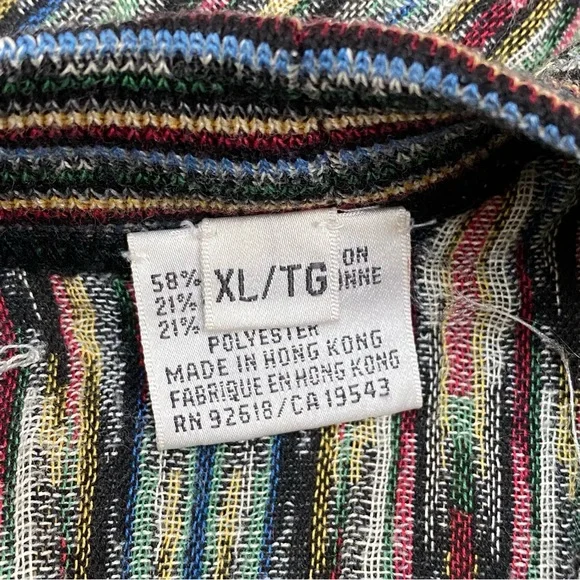 XL/TG
58% ON
21% NNE
21%
POLYESTER
MADE IN HONG KONG
FABRIQUE EN HONG KONG
RN 92618/CA 19543